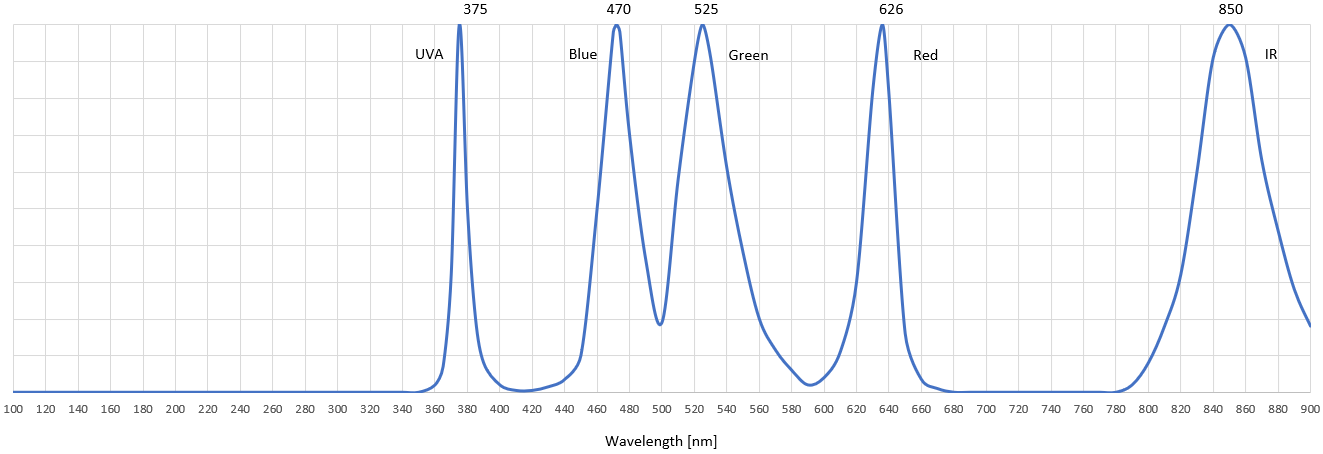 375 470 525 626 850
UVA Blue Green Red IR
100 120 140 160 180 200 220 240 260 280 300 320 340 360 380 400 420 440 460 480 500 520 540 560 580 600 620 640 660 680 700 720 740 760 780 800 820 840 860 880 900
Wavelength [nm]